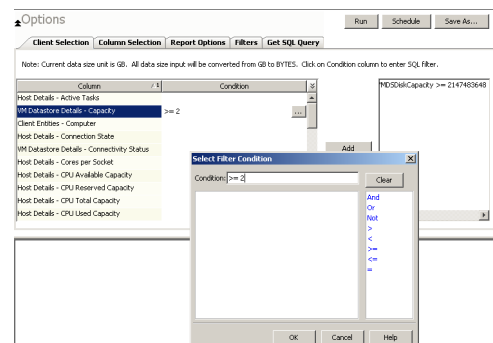 Options
Run
Schedule
Save As...
Client Selection
Column Selection
Report Options
Filters
Get SQL Query
Note: Current data size unit is GB. All data size input will be converted from GB to BYTES. Click on Condition column to enter SQL filter.
Column
/ 1
Condition
Host Details - Active Tasks
VM Datastore Details - Capacity
>= 2
...
MDSDiskCapacity >= 2147483648
Client Entities - Computer
Host Details - Connection State
VM Datastore Details - Connectivity Status
Add
Host Details - Cores per Socket
Host Details - CPU Available Capacity
Host Details - CPU Reserved Capacity
Host Details - CPU Total Capacity
Host Details - CPU Used Capacity
Select Filter Condition
Condition:
>= 2
Clear
And
Or
Not
>
<
>=
<=
=
OK
Cancel
Help